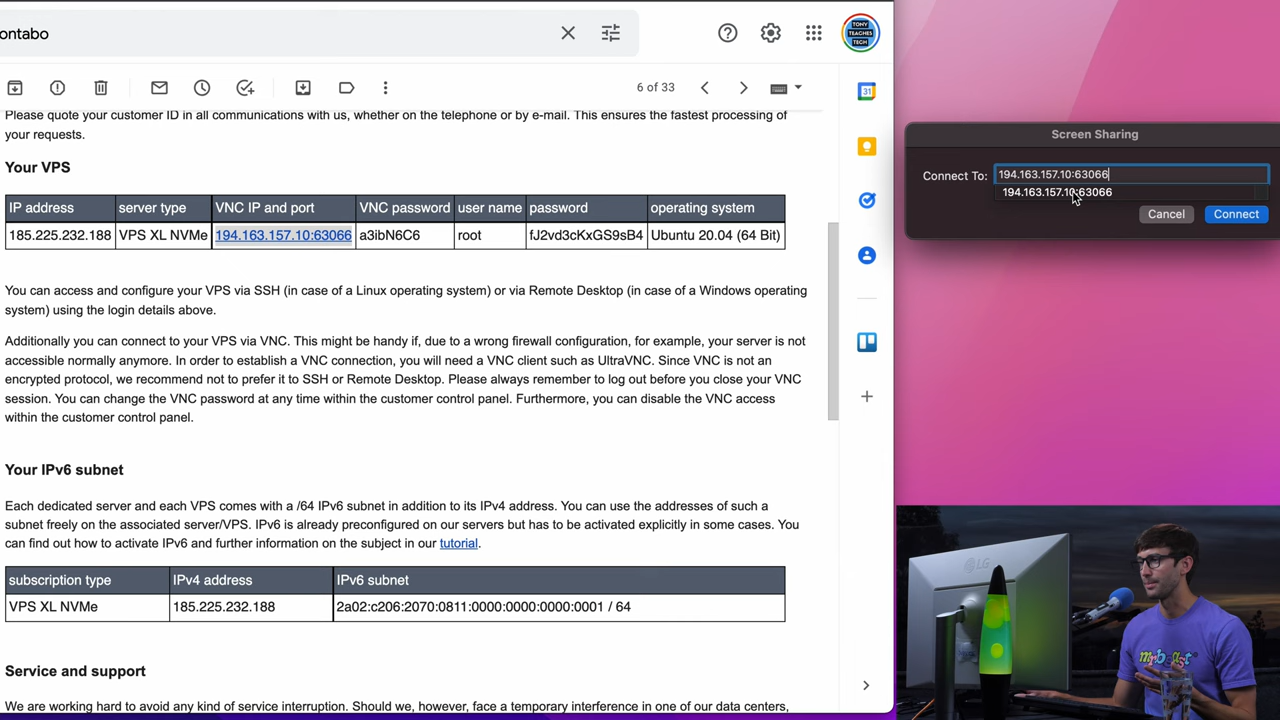 ontabo
TONY
TEACHES
TECH
6 of 33
31
Please quote your customer ID in all communications with us, whether on the telephone or by e-mail. This ensures the fastest processing of
your requests.
Your VPS
IP address server type VNC IP and port VNC password user name password operating system
185.225.232.188 VPS XL NVMe 194.163.157.10:63066 a3ibN6C6 root fJ2vd3cKxGS9sB4 Ubuntu 20.04 (64 Bit)
You can access and configure your VPS via SSH (in case of a Linux operating system) or via Remote Desktop (in case of a Windows operating
system) using the login details above.
Additionally you can connect to your VPS via VNC. This might be handy if, due to a wrong firewall configuration, for example, your server is not
accessible normally anymore. In order to establish a VNC connection, you will need a VNC client such as UltraVNC. Since VNC is not an
encrypted protocol, we recommend not to prefer it to SSH or Remote Desktop. Please always remember to log out before you close your VNC
session. You can change the VNC password at any time within the customer control panel. Furthermore, you can disable the VNC access
within the customer control panel.
Your IPv6 subnet
Each dedicated server and each VPS comes with a /64 IPv6 subnet in addition to its IPv4 address. You can use the addresses of such a
subnet freely on the associated server/VPS. IPv6 is already preconfigured on our servers but has to be activated explicitly in some cases. You
can find out how to activate IPv6 and further information on the subject in our tutorial.
subscription type IPv4 address IPv6 subnet
VPS XL NVMe 185.225.232.188 2a02:c206:2070:0811:0000:0000:0000:0001 / 64
Service and support
We are working hard to avoid any kind of service interruption. Should we, however, face a temporary interference in one of our data centers,
Screen Sharing
Connect To: 194.163.157.10:63066
194.163.157.10:63066
Cancel Connect
LG
mrbeast